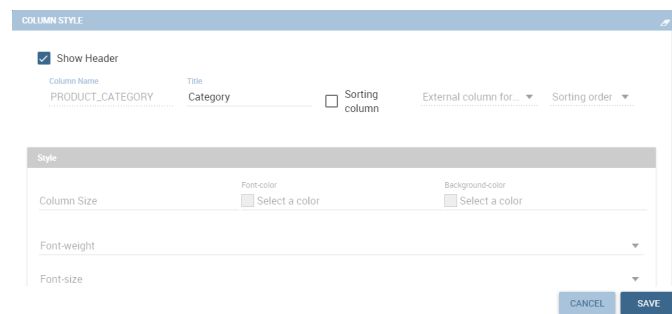 COLUMN STYLE
Show Header
Column Name Title
PRODUCT_CATEGORY Category Sorting column External column for... Sorting order
Style
Font-color Background-color
Column Size Select a color Select a color
Font-weight
Font-size
CANCEL SAVE